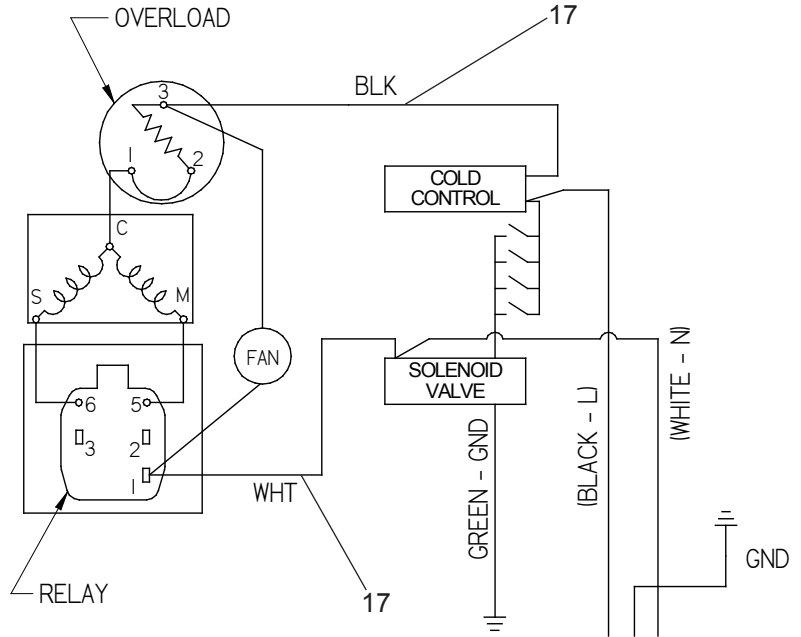 OVERLOAD
17
BLK
3
1
2
COLD
CONTROL
C
S
M
FAN
SOLENOID
VALVE
6
5
3
2
1
WHT
GREEN - GND
(BLACK - L)
(WHITE - N)
GND
RELAY
17